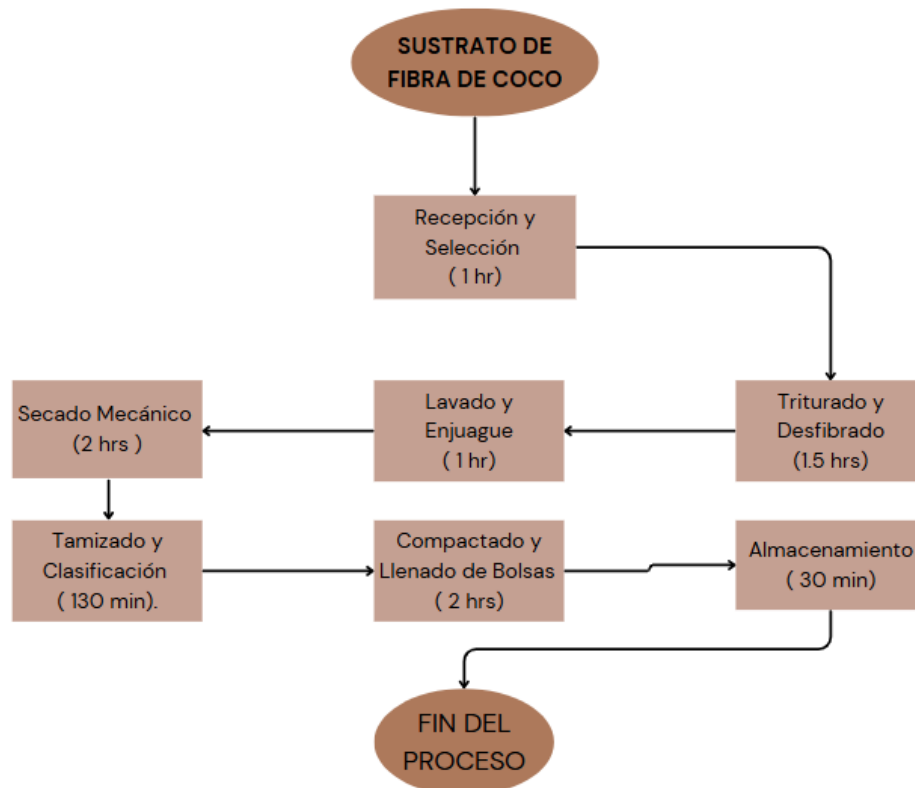 SUSTRATO DE
FIBRA DE COCO
Recepción y
Selección
( 1 hr)
Triturado y
Desfibrado
(1.5 hrs)
Lavado y
Enjuague
( 1 hr)
Secado Mecánico
(2 hrs )
Tamizado y
Clasificación
( 130 min).
Compactado y
Llenado de Bolsas
( 2 hrs)
Almacenamiento
( 30 min)
FIN DEL
PROCESO